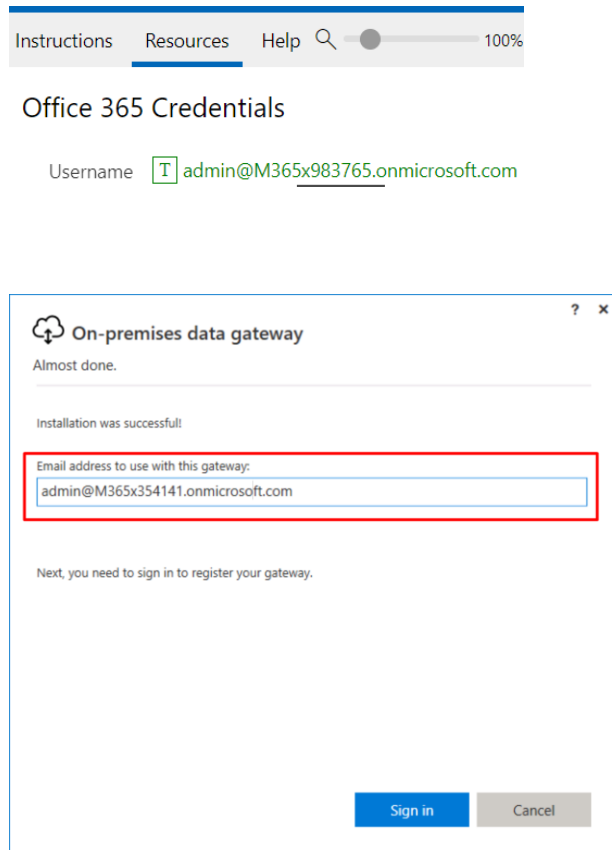 Instructions Resources Help 100%
Office 365 Credentials
Username T admin@M365x983765.onmicrosoft.com
? x
On-premises data gateway
Almost done.
Installation was successful!
Email address to use with this gateway:
admin@M365x354141.onmicrosoft.com
Next, you need to sign in to register your gateway.
Sign in Cancel